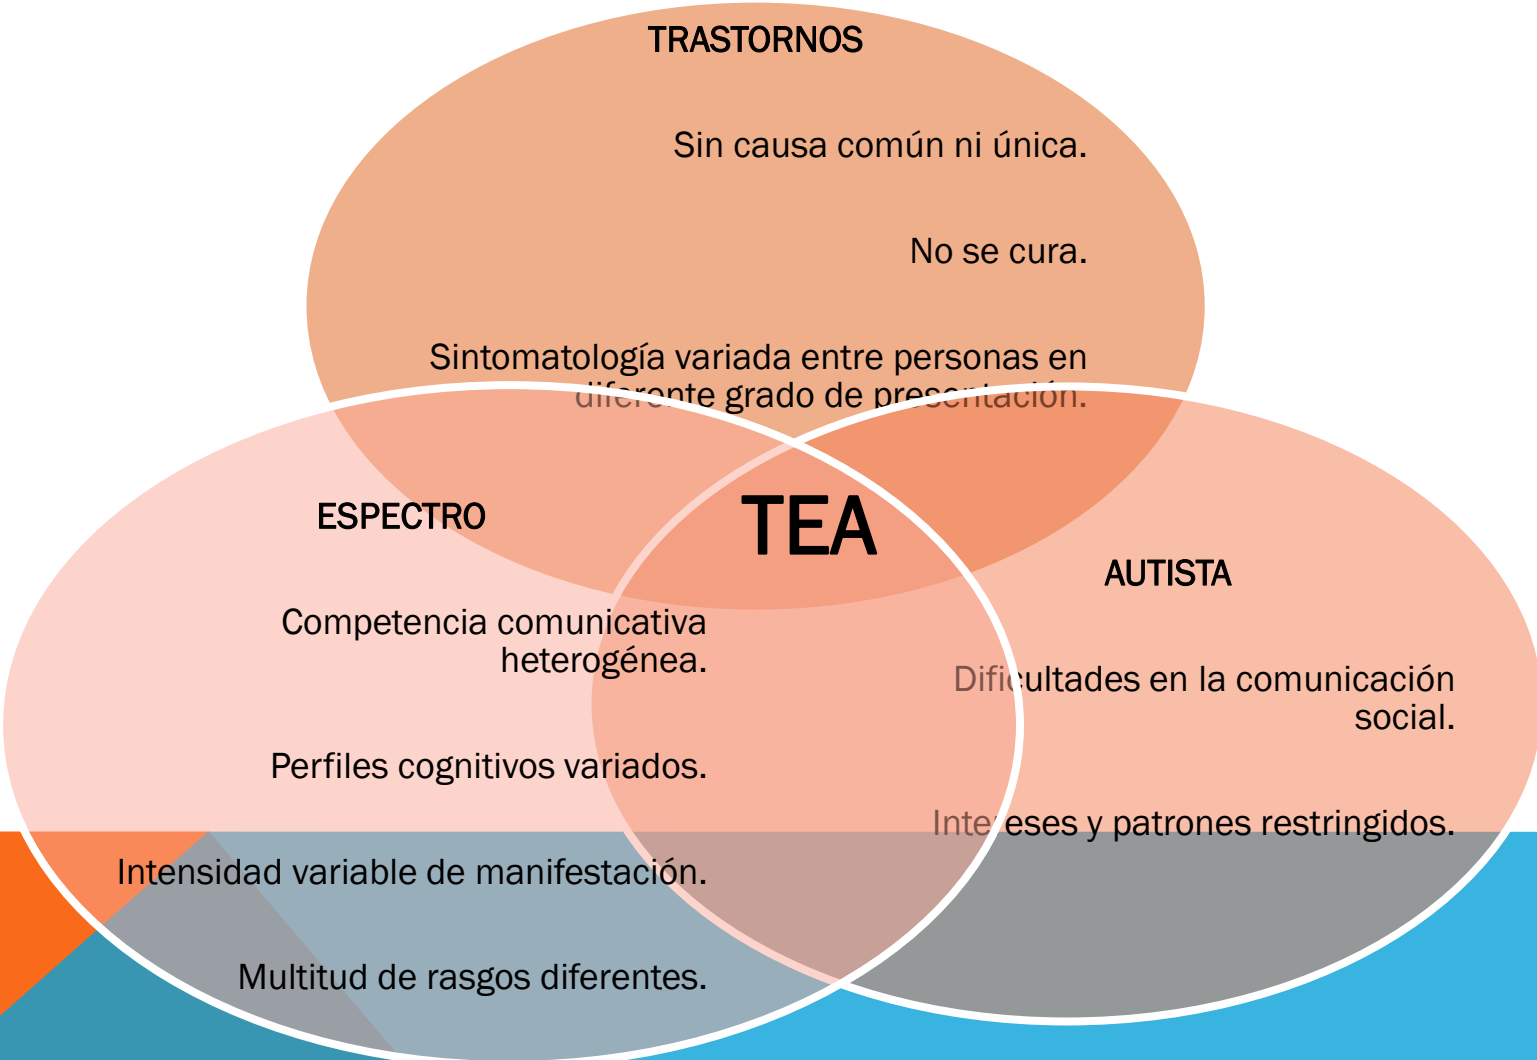 TRASTORNOS
Sin causa común ni única.
No se cura.
Sintomatología variada entre personas en
diferente grado de presentación.
TEA
ESPECTRO
Competencia comunicativa
heterogénea.
Perfiles cognitivos variados.
Intensidad variable de manifestación.
Multitud de rasgos diferentes.
AUTISTA
Dificultades en la comunicación
social.
Intereses y patrones restringidos.